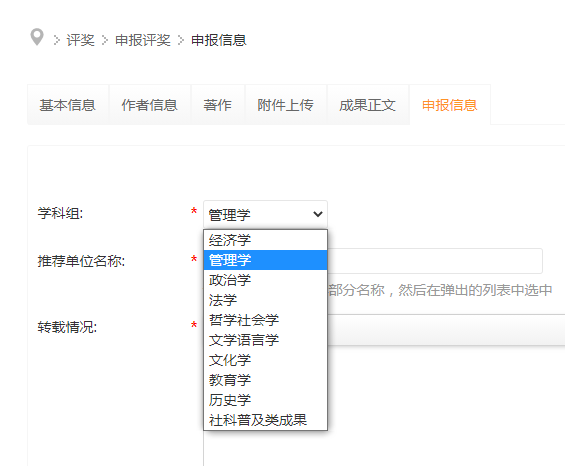 评奖 > 申报评奖 > 申报信息
基本信息 作者信息 著作 附件上传 成果正文 申报信息
学科组: * 管理学
经济学
管理学
政治学
法学
哲学社会学
文学语言学
文化学
教育学
历史学
社科普及类成果
推荐单位名称: *
部分名称，然后在弹出的列表中选中
转载情况: *